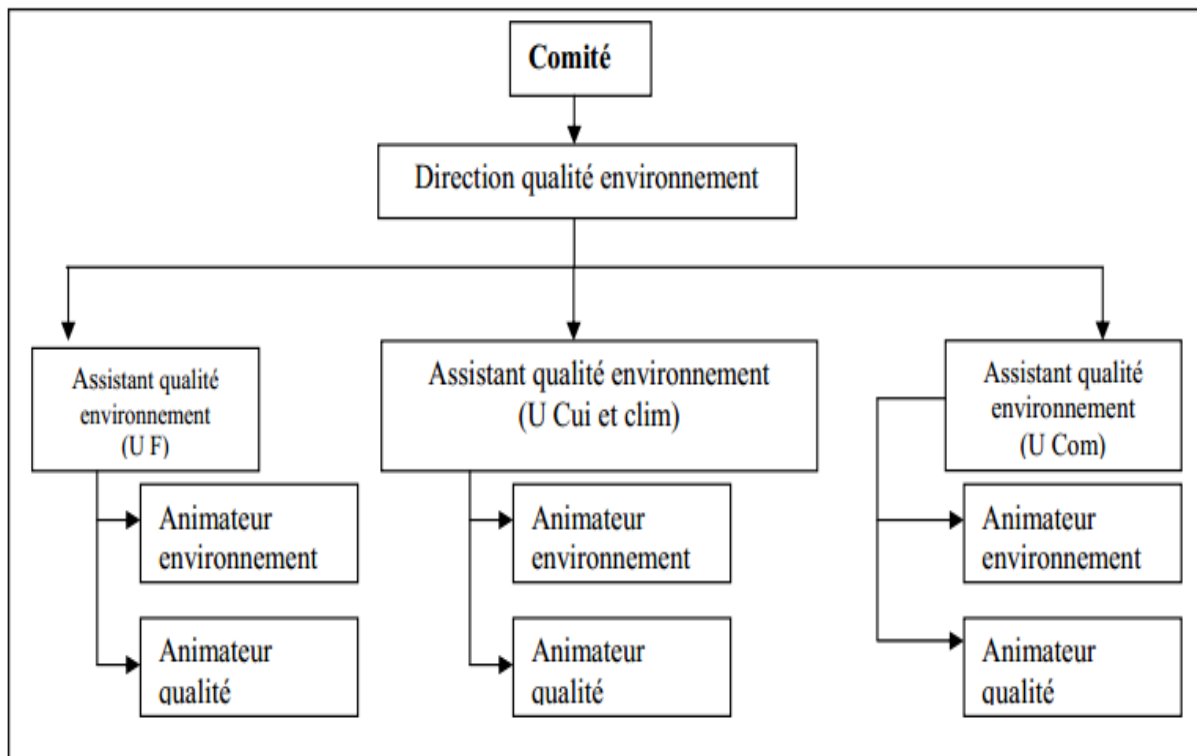 Comité
Direction qualité environnement
Assistant qualité
environnement
(U F)
Animateur
environnement
Animateur
qualité
Assistant qualité environnement
(U Cui et clim)
Animateur
environnement
Animateur
qualité
Assistant qualité
environnement
(U Com)
Animateur
environnement
Animateur
qualité